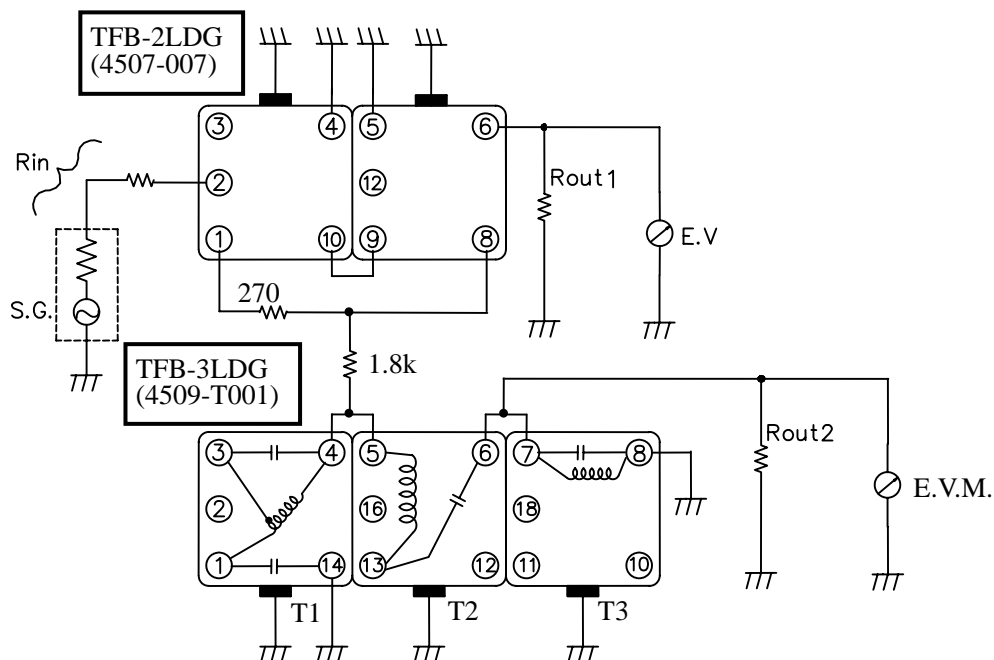 TFB-2LDG
(4507-007)
3 4 5 6
Rin
2 12
Rout1
1 10 9 8
E.V
270
S.G.
TFB-3LDG
(4509-T001)
1.8k
Rout2
3 4 5 6 7 8
2 16 18
E.V.M.
1 14 13 12 11 10
T1 T2 T3